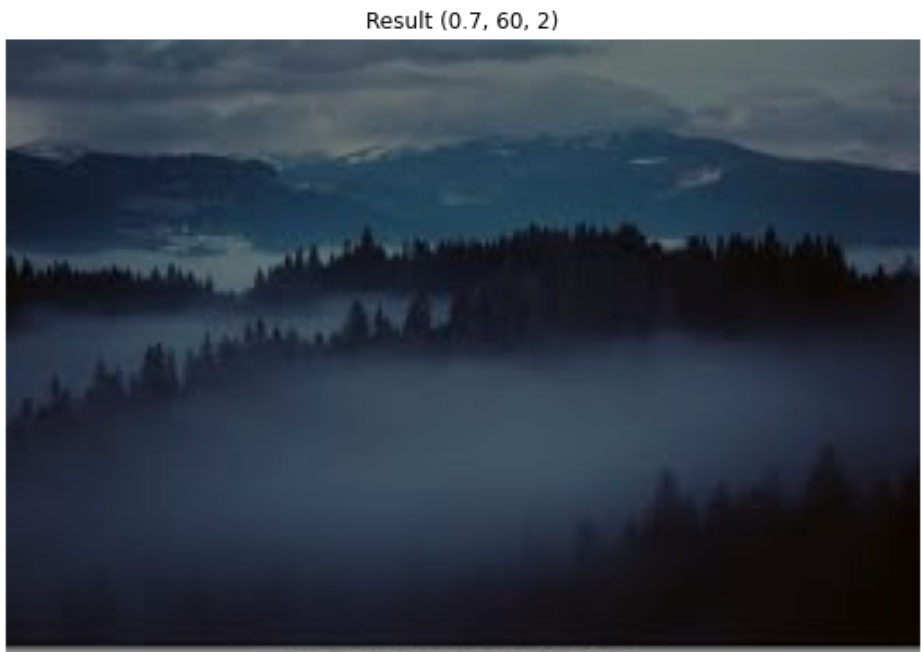 Result (0.7, 60, 2)